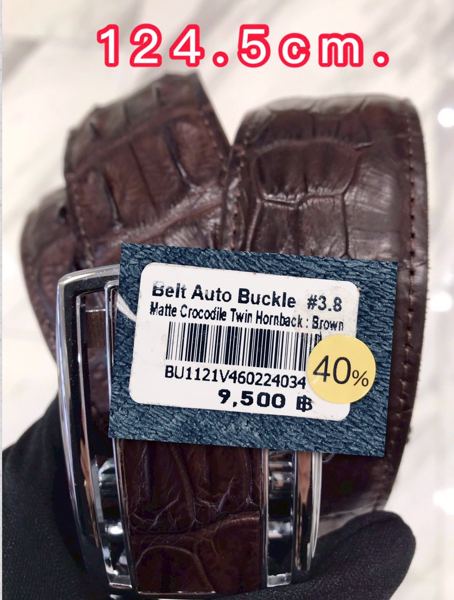 124.5cm.
Belt Auto Buckle #3.8
Matte Crocodile Twin Hornback : Brown
BU1121V460224034
40%
9,500 ฿